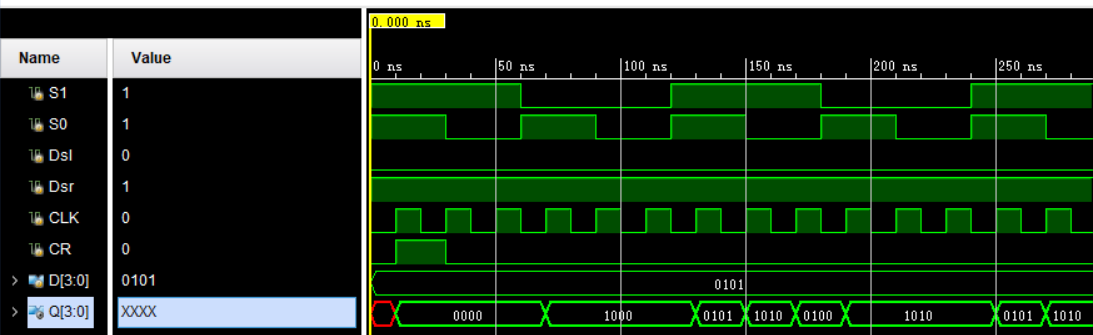 0.000 ns
Name Value
0 ns 50 ns 100 ns 150 ns 200 ns 250 ns
S1 1
S0 1
Dsl 0
Dsr 1
CLK 0
CR 0
D[3:0] 0101 0101
Q[3:0] XXXX 0000 1000 0101 1010 0100 1010 0101 1010